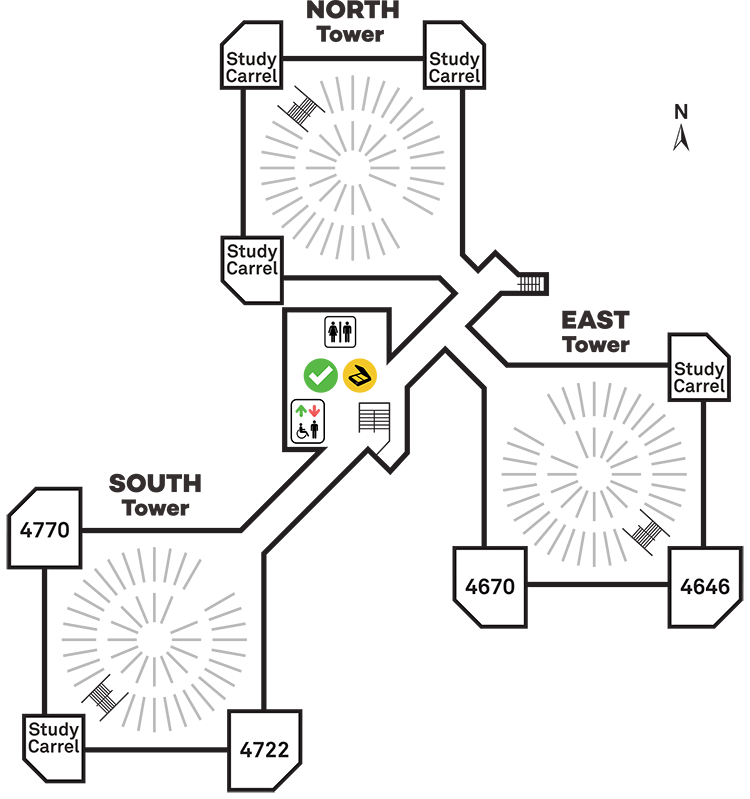 NORTH
Tower
Study
Carrel
Study
Carrel
N
Study
Carrel
EAST
Tower
Study
Carrel
SOUTH
Tower
4770
4670
4646
Study
Carrel
4722